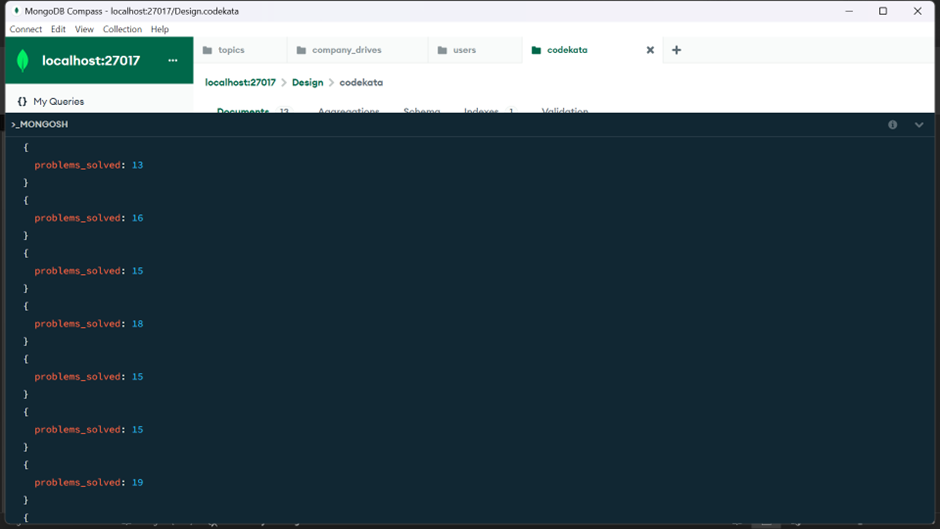 MongoDB Compass - localhost:27017/Design.codekata
Connect Edit View Collection Help
localhost:27017 ...
topics company_drives users codekata
localhost:27017 > Design > codekata
{} My Queries
Documents 13 Aggregations Schema Indexes 1 Validation
>_MONGOSH
{
problems_solved: 13
}
{
problems_solved: 16
}
{
problems_solved: 15
}
{
problems_solved: 18
}
{
problems_solved: 15
}
{
problems_solved: 15
}
{
problems_solved: 19
}
{